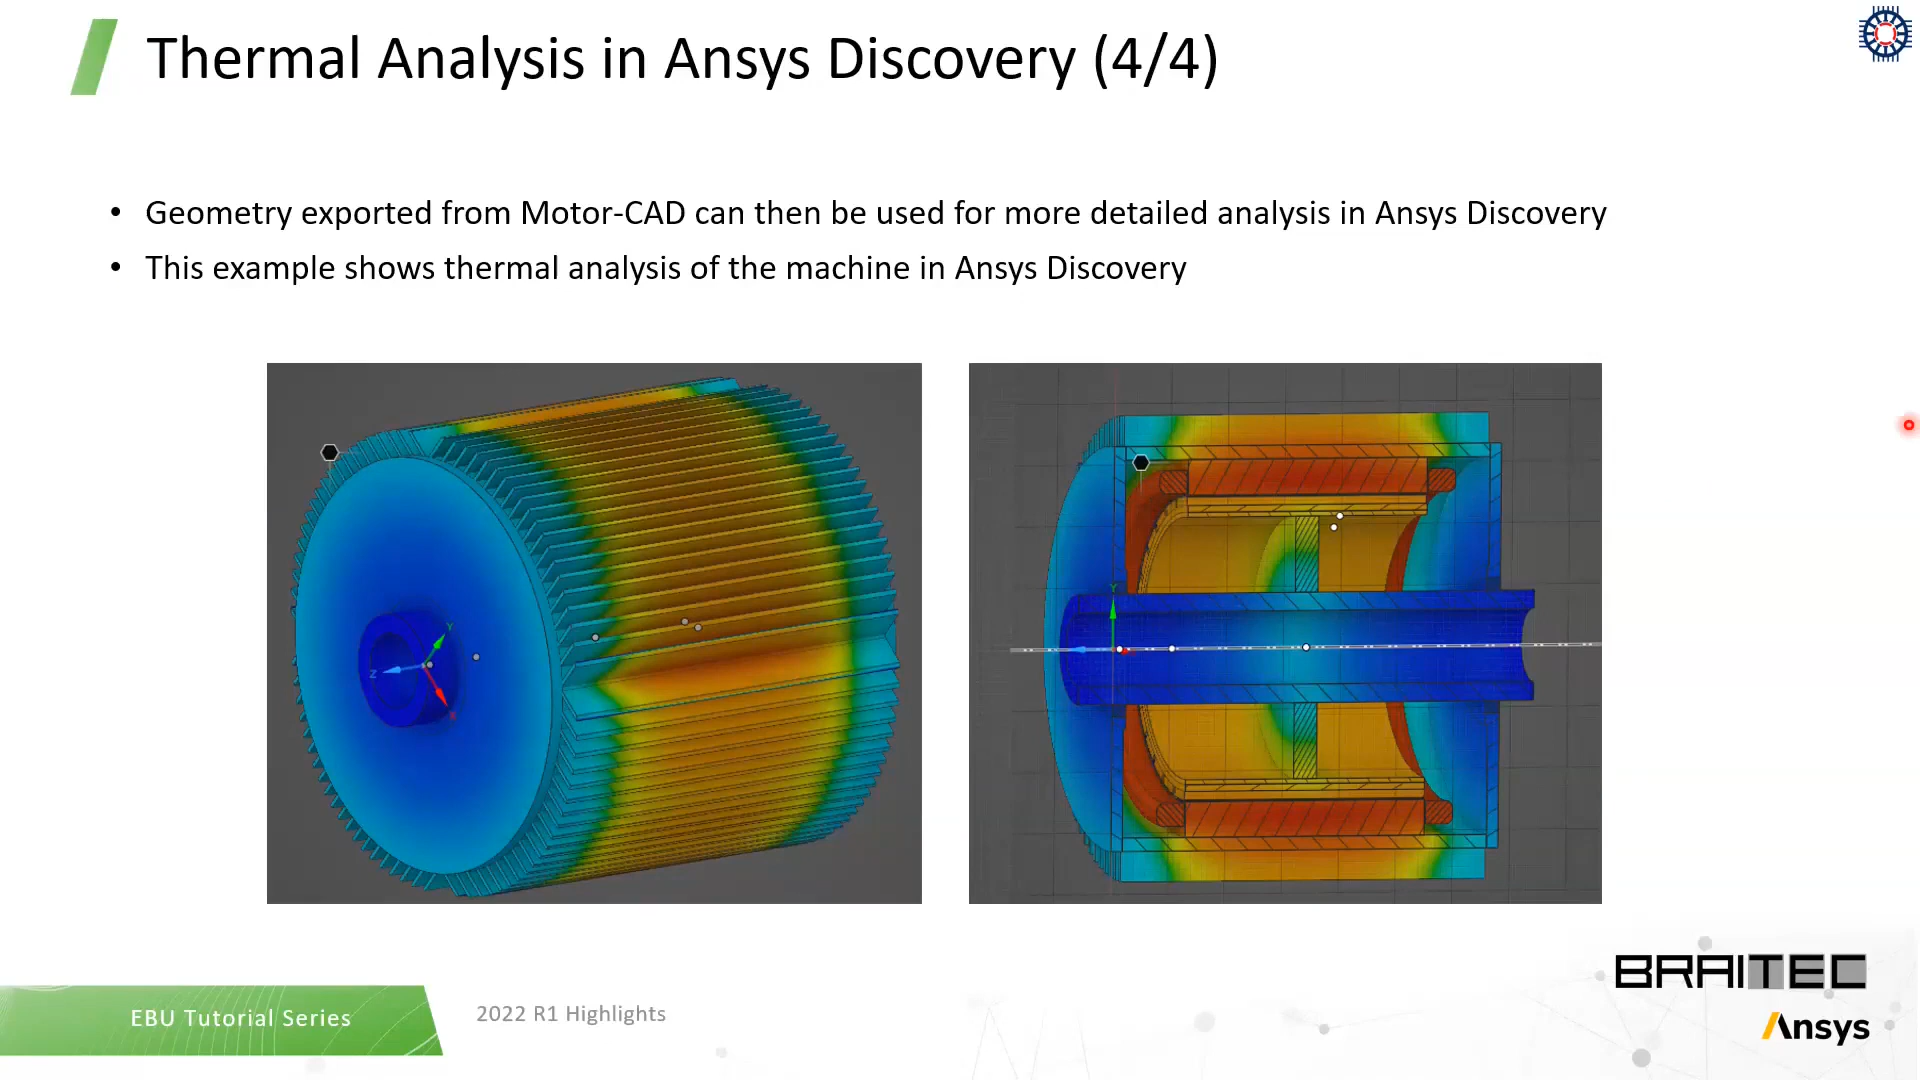 Thermal Analysis in Ansys Discovery (4/4)
• Geometry exported from Motor-CAD can then be used for more detailed analysis in Ansys Discovery
• This example shows thermal analysis of the machine in Ansys Discovery
Y
Z
Y
BRAITEC
EBU Tutorial Series
2022 R1 Highlights
Ansys